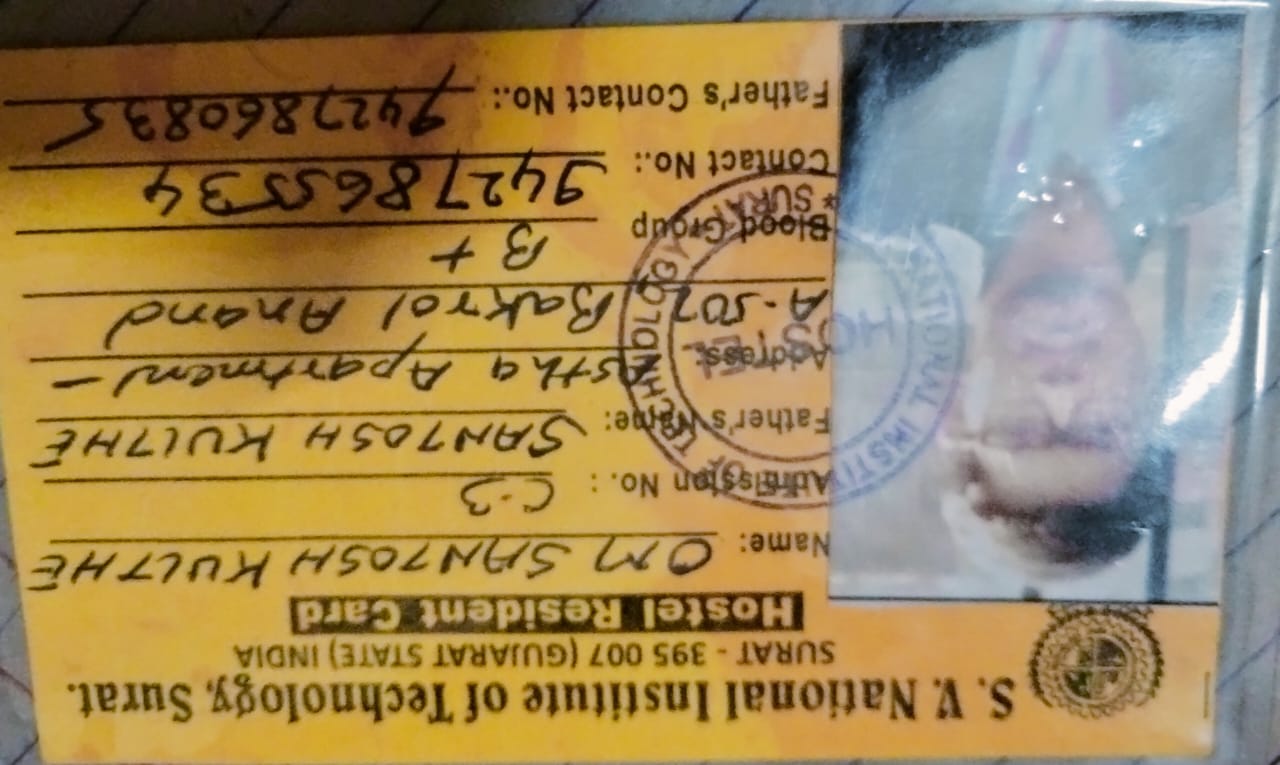 S. V. National Institute of Technology, Surat.
SURAT - 395 007 (GUJARAT STATE) INDIA
Hostel Resident Card
Name: OM SANTOSH KULTHE
Admission No.: C-3
Father's Name: SANTOSH KULTHE
Address: Astha Apartment -
A-507 Bakrol Anand
Blood Group B +
Contact No.: 9427865534
Father's Contact No.: 9427860835
NATIONAL INSTITUTE OF TECHNOLOGY * SURAT *
HOSTEL